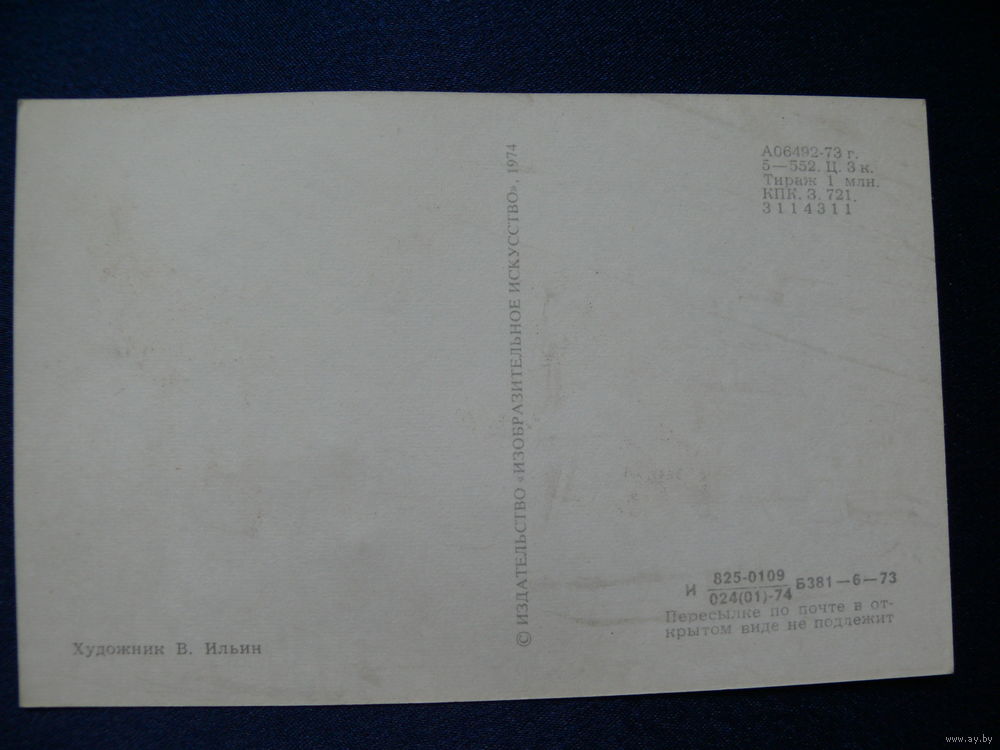 А06492-73 г.
5—552. Ц. 3 к.
Тираж 1 млн.
КПК. З. 721.
3114311
© ИЗДАТЕЛЬСТВО «ИЗОБРАЗИТЕЛЬНОЕ ИСКУССТВО», 1974
И 825-0109 Б381—6—73
024(01)-74
Пересылке по почте в от-
крытом виде не подлежит
Художник В. Ильин
www.ay.by